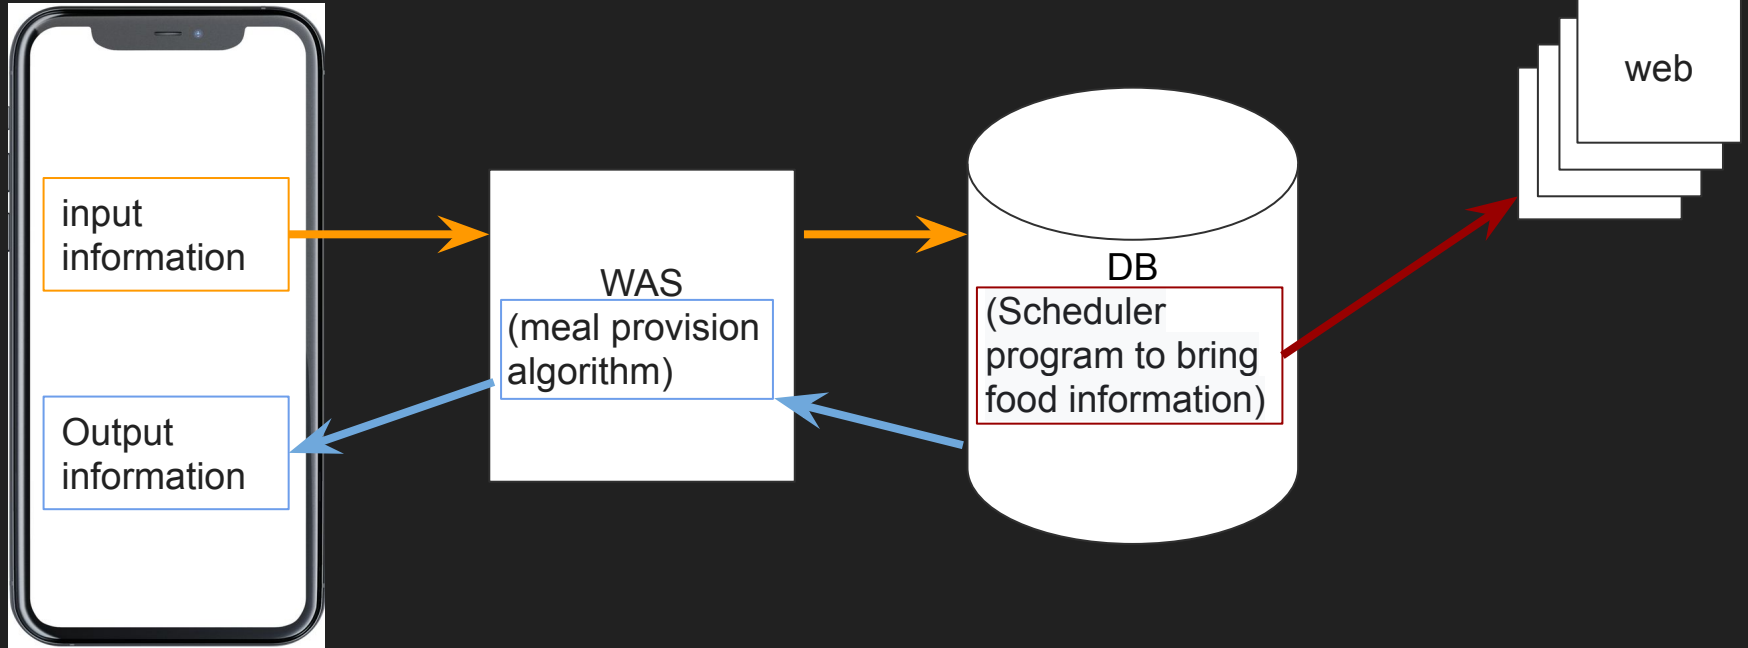 input
information
Output
information
WAS
(meal provision
algorithm)
DB
(Scheduler
program to bring
food information)
web